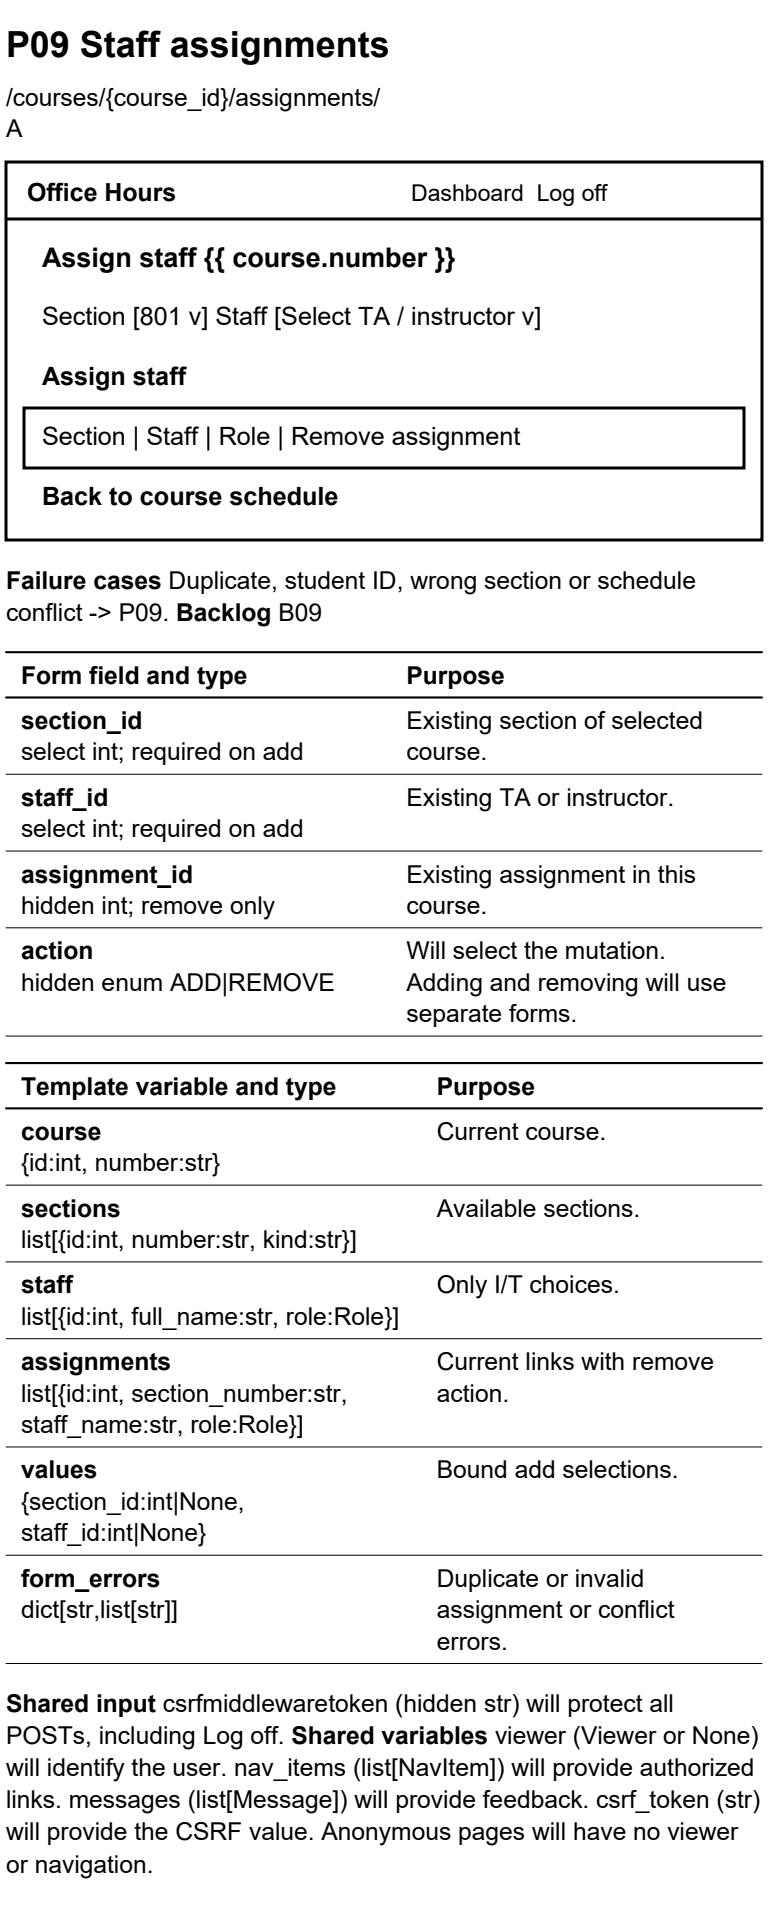 P09 Staff assignments
/courses/{course_id}/assignments/
A
Office Hours Dashboard Log off
Assign staff {{ course.number }}
Section [801 v] Staff [Select TA / instructor v]
Assign staff
Section | Staff | Role | Remove assignment
Back to course schedule
Failure cases Duplicate, student ID, wrong section or schedule
conflict -> P09. Backlog B09
Form field and type Purpose
section_id Existing section of selected
select int; required on add course.
staff_id Existing TA or instructor.
select int; required on add
assignment_id Existing assignment in this
hidden int; remove only course.
action Will select the mutation.
hidden enum ADD|REMOVE Adding and removing will use
separate forms.
Template variable and type Purpose
course Current course.
{id:int, number:str}
sections Available sections.
list[{id:int, number:str, kind:str}]
staff Only I/T choices.
list[{id:int, full_name:str, role:Role}]
assignments Current links with remove
list[{id:int, section_number:str, action.
staff_name:str, role:Role}]
values Bound add selections.
{section_id:int|None,
staff_id:int|None}
form_errors Duplicate or invalid
dict[str,list[str]] assignment or conflict
errors.
Shared input csrfmiddlewaretoken (hidden str) will protect all
POSTs, including Log off. Shared variables viewer (Viewer or None)
will identify the user. nav_items (list[NavItem]) will provide authorized
links. messages (list[Message]) will provide feedback. csrf_token (str)
will provide the CSRF value. Anonymous pages will have no viewer
or navigation.